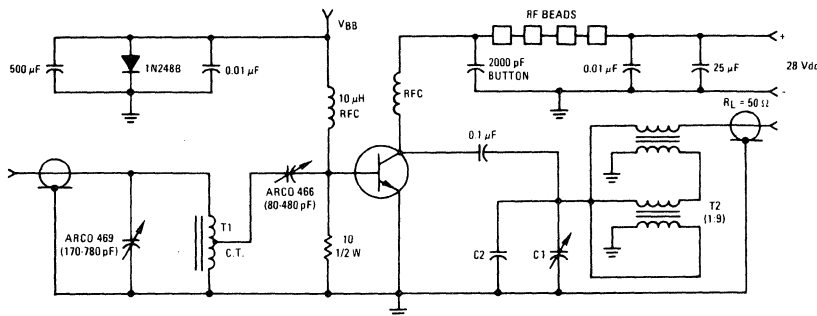 VBB
RF BEADS
500 µF
1N248B
0.01 µF
10 µH
RFC
RFC
2000 pF
BUTTON
0.01 µF
25 µF
+
28 Vdc
-
RL = 50 Ω
0.1 µF
ARCO 466
(80-480 pF)
ARCO 469
(170-780 pF)
T1
C.T.
10
1/2 W
C2
C1
T2
(1:9)